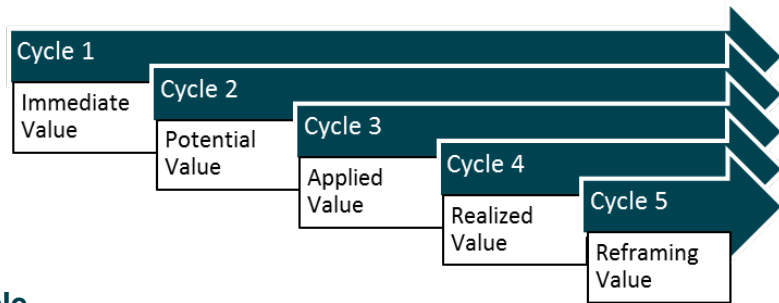 Cycle 1
Immediate
Value
Cycle 2
Potential
Value
Cycle 3
Applied
Value
Cycle 4
Realized
Value
Cycle 5
Reframing
Value